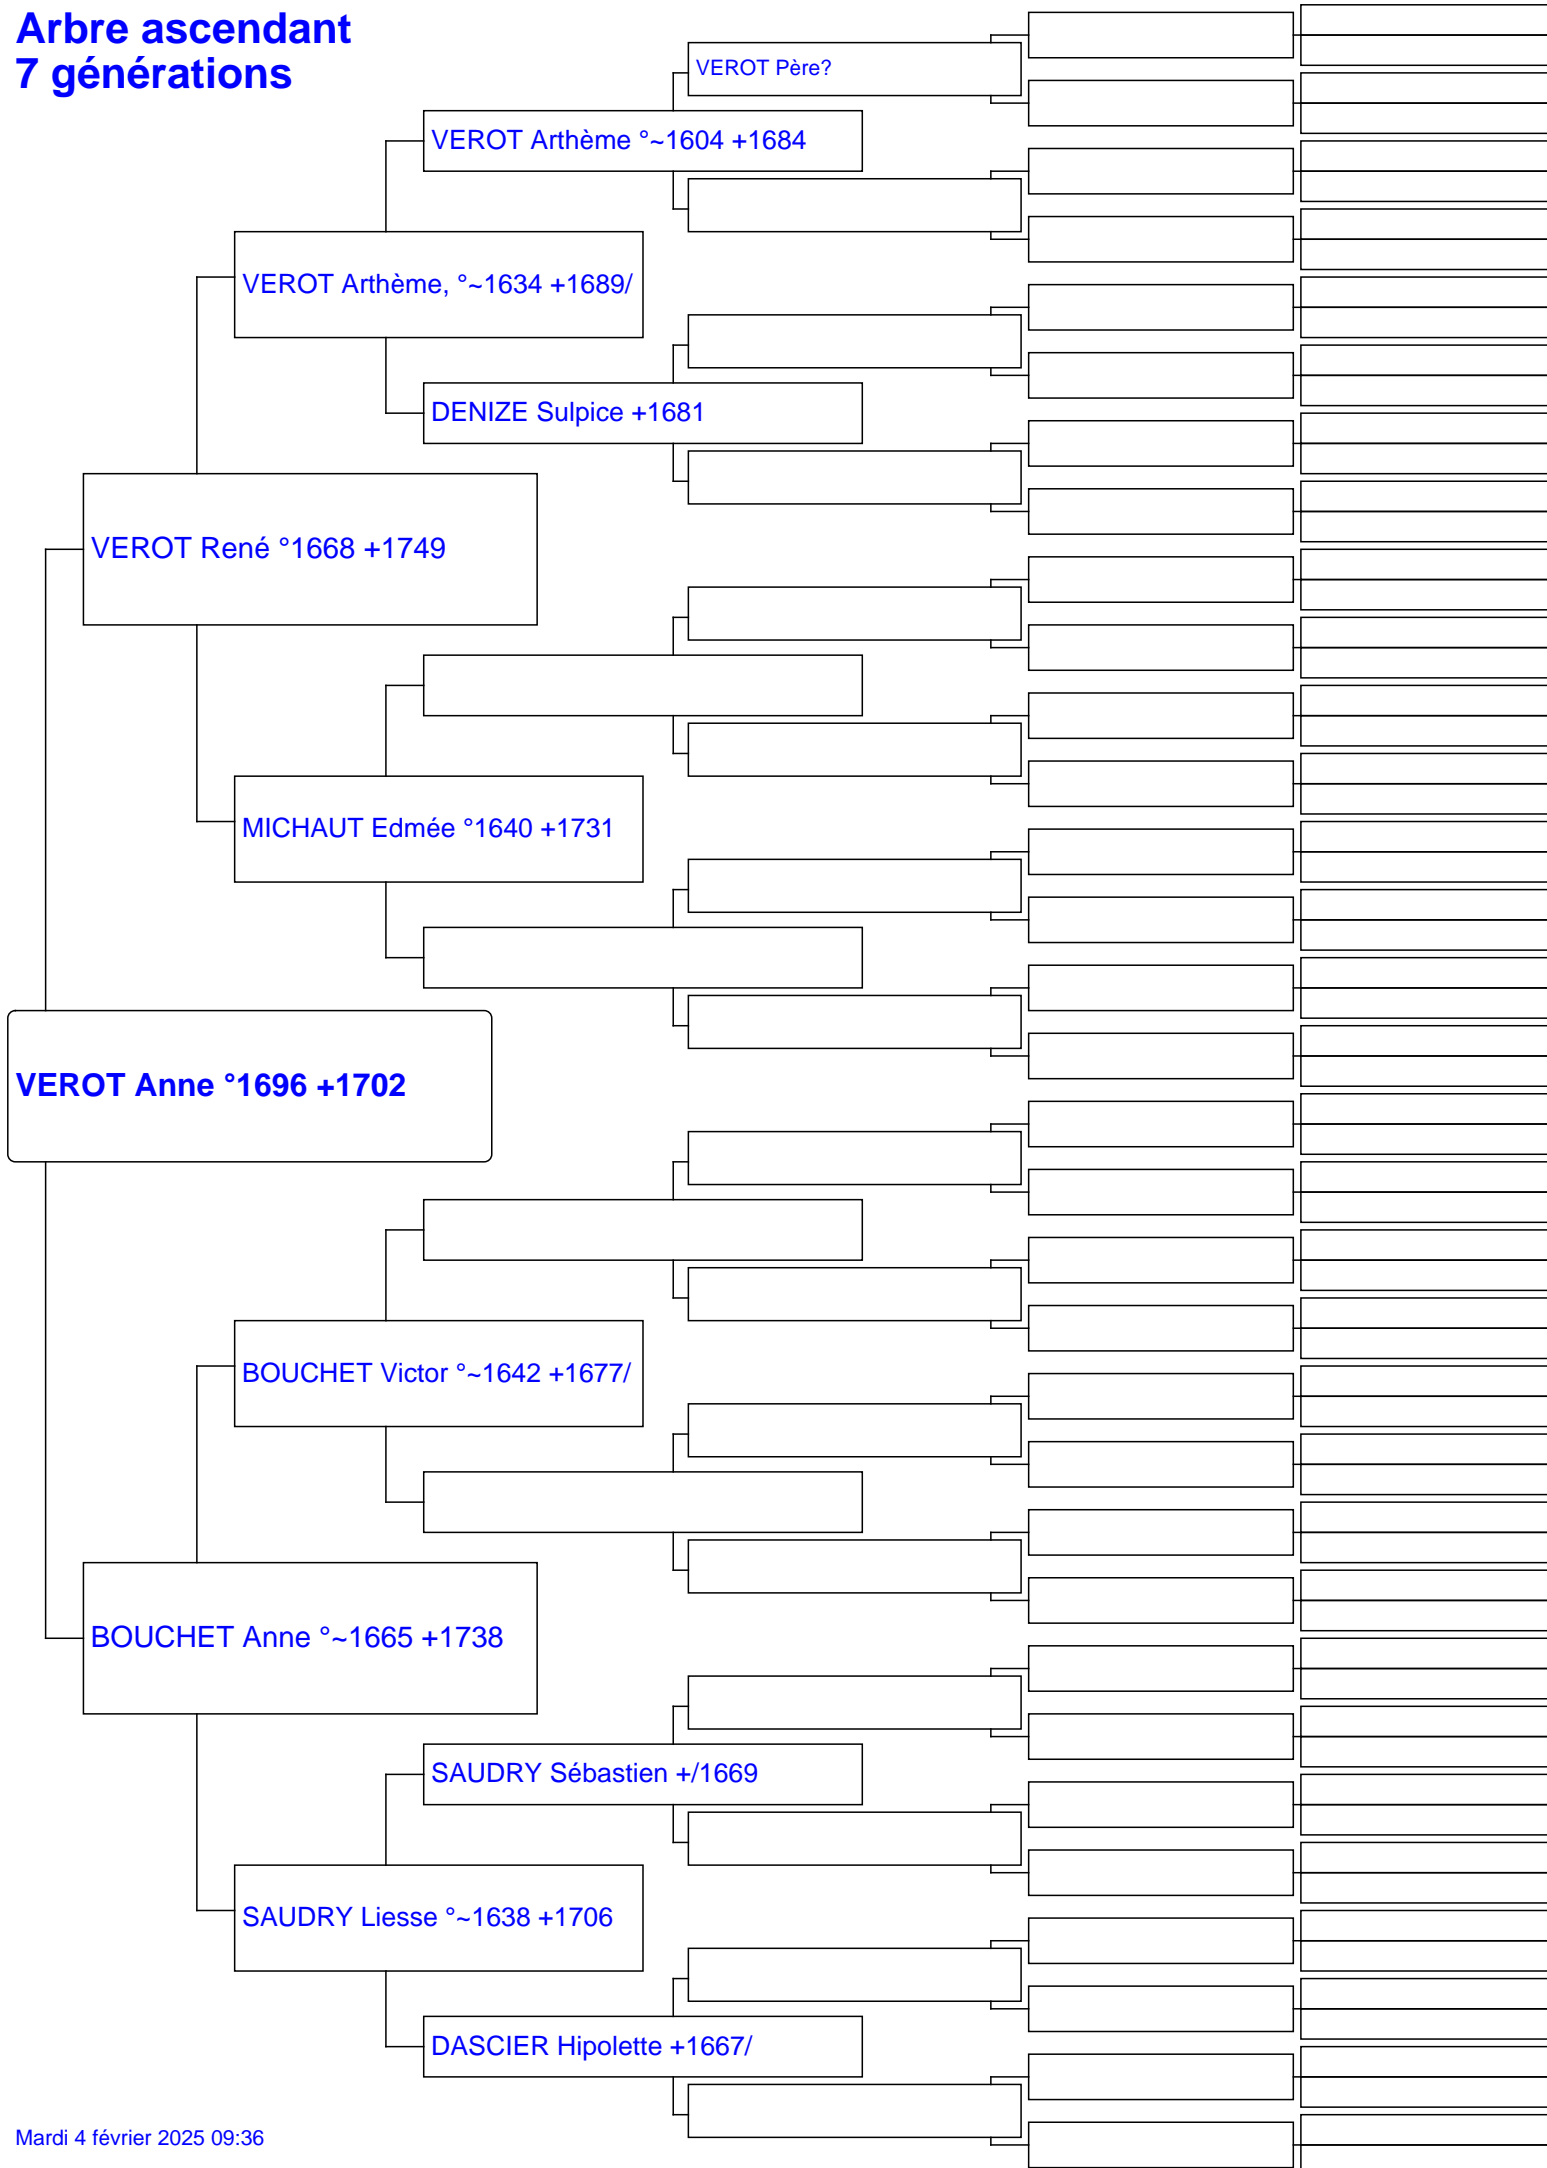 Arbre ascendant
7 générations
VEROT Père?
VEROT Arthème °~1604 +1684
VEROT Arthème, °~1634 +1689/
DENIZE Sulpice +1681
VEROT René °1668 +1749
MICHAUT Edmée °1640 +1731
VEROT Anne °1696 +1702
BOUCHET Victor °~1642 +1677/
BOUCHET Anne °~1665 +1738
SAUDRY Sébastien +/1669
SAUDRY Liesse °~1638 +1706
DASCIER Hipolette +1667/
Mardi 4 février 2025 09:36